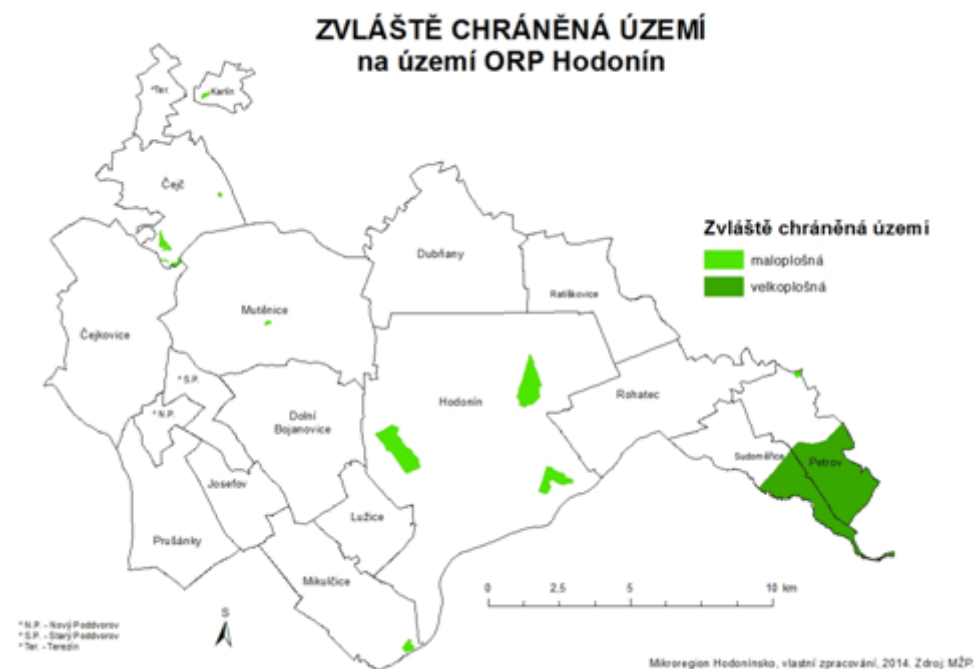 ZVLÁŠTĚ CHRÁNĚNÁ ÚZEMÍ
na území ORP Hodonín
*Ter.
Karlín
Čejč
Dubňany
Zvláště chráněná území
maloplošná
velkoplošná
Ratíškovice
Mutěnice
Čejkovice
* S.P.
* N.P.
Dolní
Bojanovice
Hodonín
Rohatec
Sudoměřice
Petrov
Josefov
Lužice
Prušánky
Mikulčice
0 2,5 5 10 km
S
* N.P. - Nový Poddvorov
* S.P. - Starý Poddvorov
* Ter. - Terezín
Mikroregion Hodonínsko, vlastní zpracování, 2014. Zdroj: MŽP